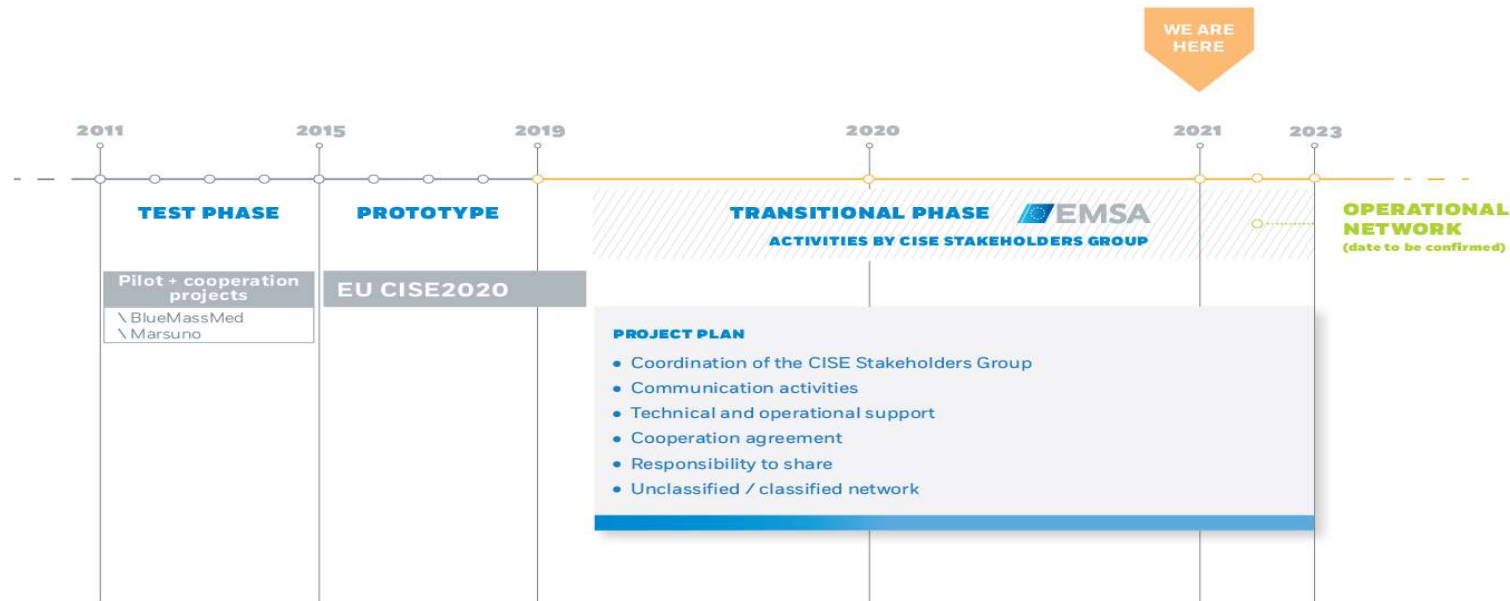 WE ARE
HERE
2011
2015
2019
2020
2021
2023
TEST PHASE
PROTOTYPE
TRANSITIONAL PHASE
EMSA
ACTIVITIES BY CISE STAKEHOLDERS GROUP
OPERATIONAL
NETWORK
(date to be confirmed)
Pilot + cooperation
projects
\ BlueMassMed
\ Marsuno
EU CISE2020
PROJECT PLAN
• Coordination of the CISE Stakeholders Group
• Communication activities
• Technical and operational support
• Cooperation agreement
• Responsibility to share
• Unclassified / classified network